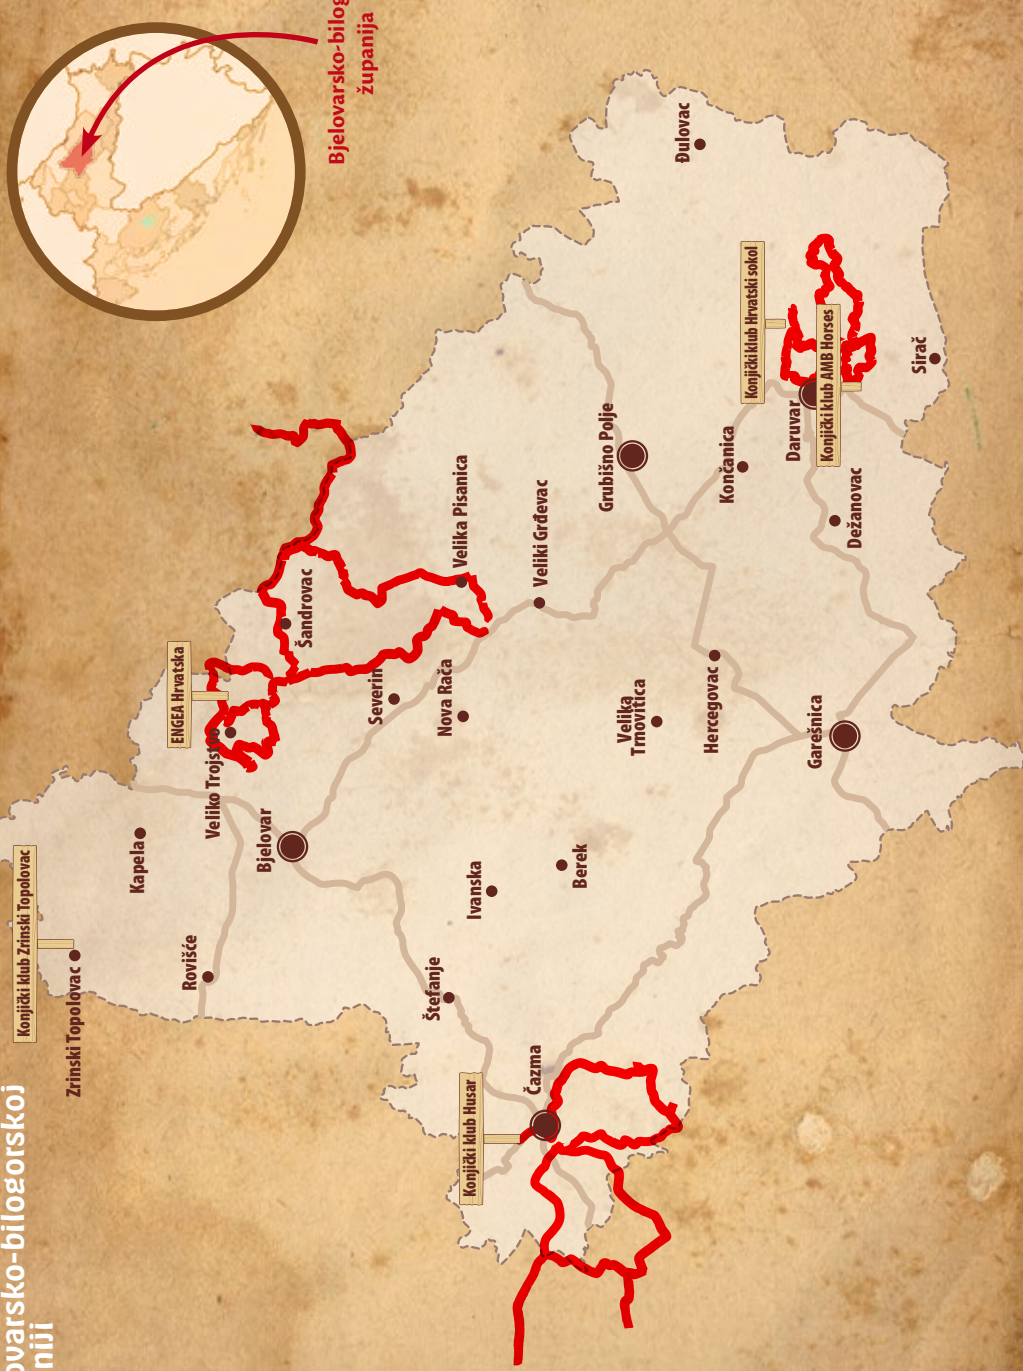 ovarsko-bilogorskoj
niji
Bjelovarsko-bilog
županija
Konjički klub Zrinski Topolovac
Zrinski Topolovac
Kapela
Rovišće
ENGEA Hrvatska
Veliko Trojstvo
Bjelovar
Šandrovac
Severin
Nova Rača
Velika Pisanica
Veliki Grđevac
Ivanska
Berek
Štefanje
Konjički klub Husar
Čazma
Grubišno Polje
Velika
Trnovitica
Hercegovac
Garešnica
Končanica
Đulovac
Konjički klub Hrvatski sokol
Daruvar
Konjički klub AMB Horses
Dežanovac
Sirač